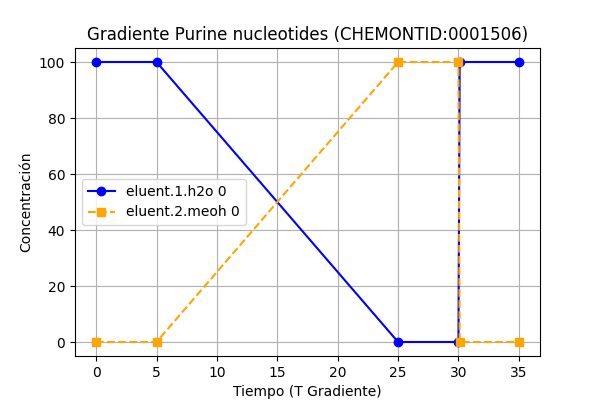 Gradiente Purine nucleotides (CHEMONTID:0001506)
100
80
60
40
20
0
Concentración
eluent.1.h2o 0
eluent.2.meoh 0
0 5 10 15 20 25 30 35
Tiempo (T Gradiente)